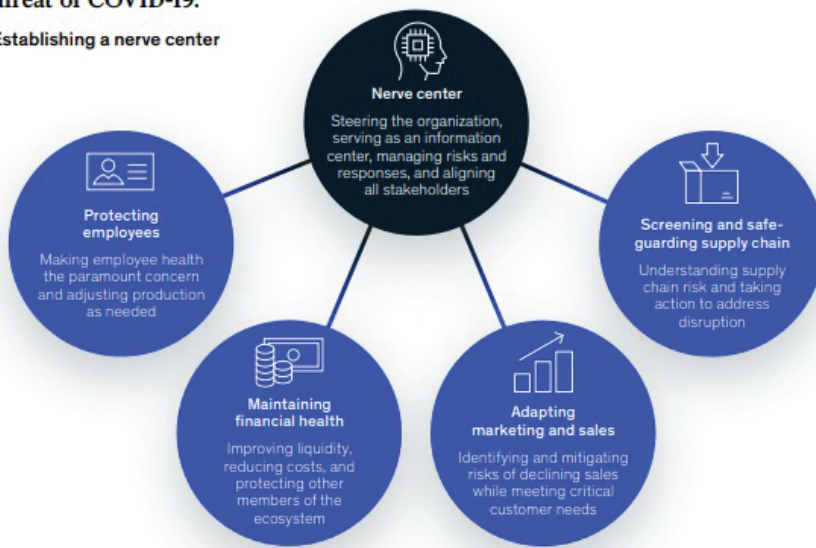 threat of COVID-19.
Establishing a nerve center
Nerve center
Steering the organization,
serving as an information
center, managing risks and
responses, and aligning
all stakeholders
Protecting
employees
Making employee health
the paramount concern
and adjusting production
as needed
Screening and safe-
guarding supply chain
Understanding supply
chain risk and taking
action to address
disruption
Maintaining
financial health
Improving liquidity,
reducing costs, and
protecting other
members of the
ecosystem
Adapting
marketing and sales
Identifying and mitigating
risks of declining sales
while meeting critical
customer needs